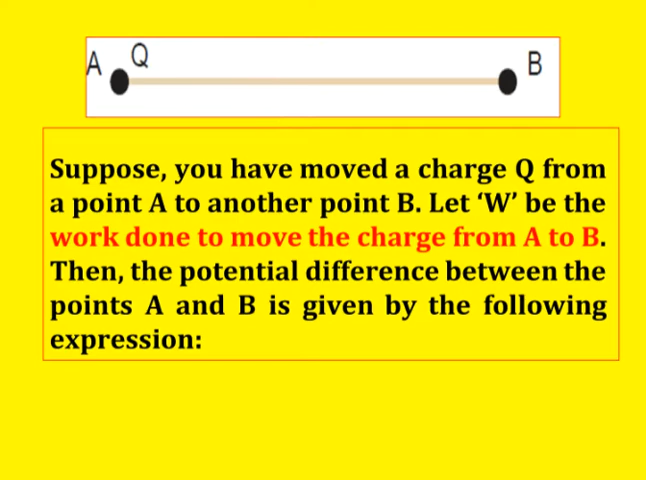 A Q B
Suppose, you have moved a charge Q from
a point A to another point B. Let ‘W’ be the
work done to move the charge from A to B.
Then, the potential difference between the
points A and B is given by the following
expression: